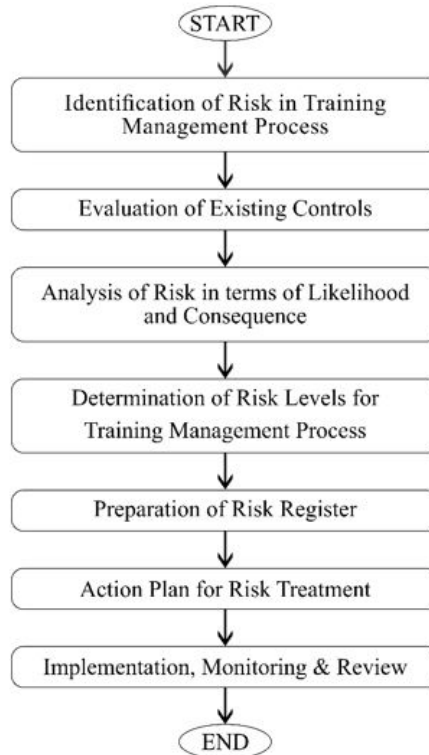 START
Identification of Risk in Training
Management Process
Evaluation of Existing Controls
Analysis of Risk in terms of Likelihood
and Consequence
Determination of Risk Levels for
Training Management Process
Preparation of Risk Register
Action Plan for Risk Treatment
Implementation, Monitoring & Review
END